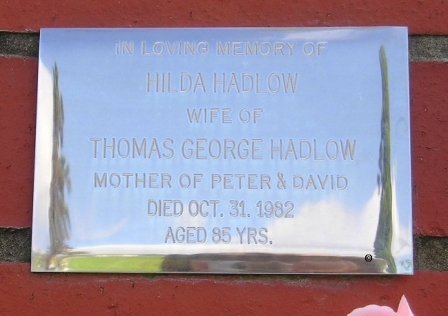 IN LOVING MEMORY OF
HILDA HADLOW
WIFE OF
THOMAS GEORGE HADLOW
MOTHER OF PETER & DAVID
DIED OCT. 31. 1982
AGED 85 YRS.